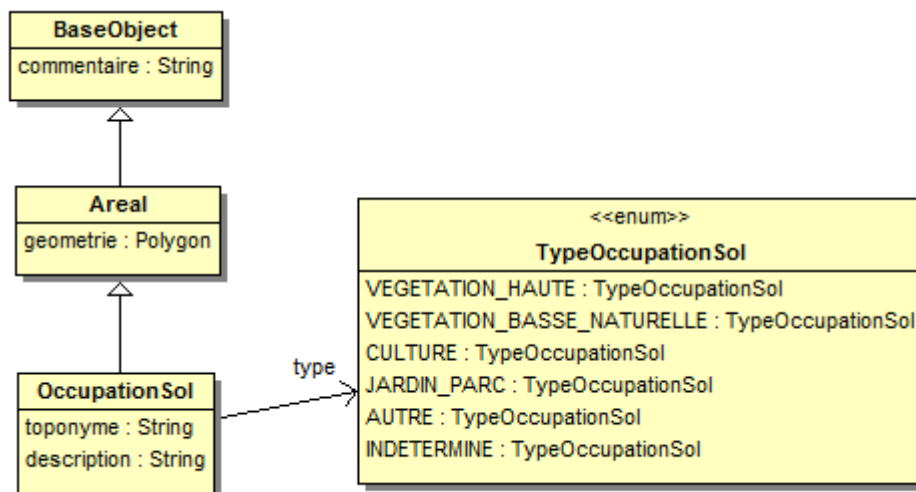 BaseObject
commentaire : String
Areal
geometrie : Polygon
<<enum>>
TypeOccupationSol
VEGETATION_HAUTE : TypeOccupationSol
VEGETATION_BASSE_NATURELLE : TypeOccupationSol
CULTURE : TypeOccupationSol
JARDIN_PARC : TypeOccupationSol
AUTRE : TypeOccupationSol
INDETERMINE : TypeOccupationSol
type
OccupationSol
toponyme : String
description : String